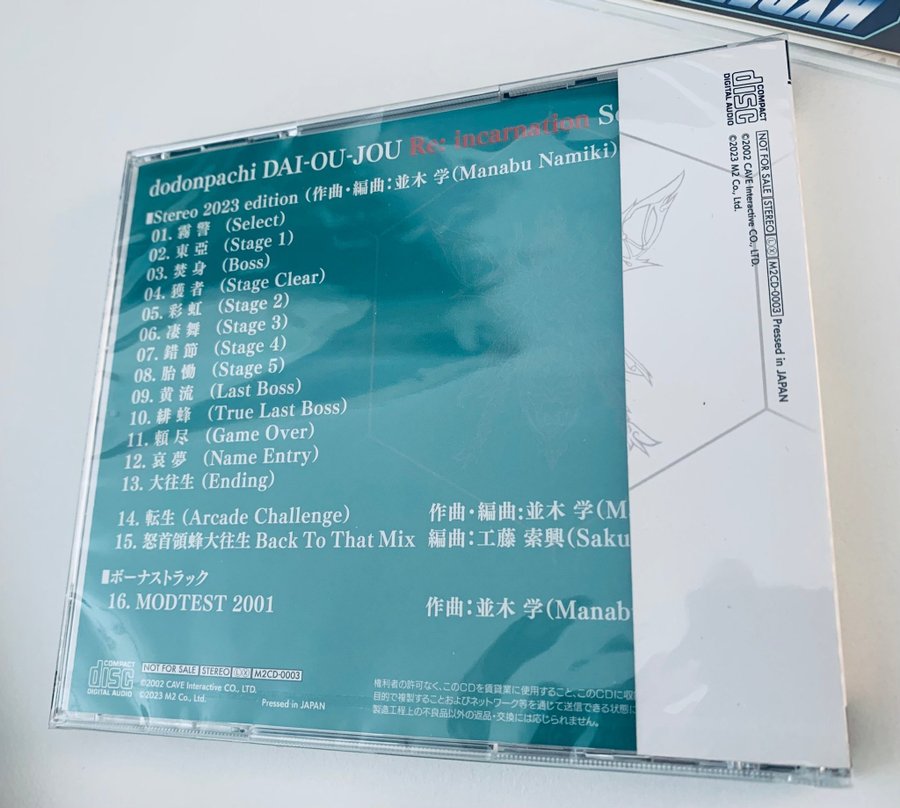 dodonpachi DAI-OU-JOU Re: incarnation
■Stereo 2023 edition (作曲・編曲：並木 学(Manabu Namiki)
01. 霧警 (Select)
02. 東亞 (Stage 1)
03. 焚身 (Boss)
04. 獲者 (Stage Clear)
05. 彩虹 (Stage 2)
06. 凄舞 (Stage 3)
07. 錯節 (Stage 4)
08. 胎動 (Stage 5)
09. 黄流 (Last Boss)
10. 緋蜂 (True Last Boss)
11. 頼尽 (Game Over)
12. 哀夢 (Name Entry)
13. 大往生 (Ending)
14. 転生 (Arcade Challenge) 作曲・編曲：並木 学(M
15. 怒首領蜂大往生 Back To That Mix 編曲：工藤 素興(Saku
■ボーナストラック
16. MODTEST 2001 作曲：並木 学(Manabu
COMPACT disc DIGITAL AUDIO
NOT FOR SALE STEREO M2CD-0003
©2002 CAVE Interactive CO., LTD.
©2023 M2 Co., Ltd.
Pressed in JAPAN
権利者の許可なく、このCDを賃貸業に使用すること、このCDに収
目的で複製することおよびネットワーク等を通じて送信できる状態に
製造工程上の不良品以外の返品・交換には応じられません。
COMPACT disc DIGITAL AUDIO
NOT FOR SALE STEREO M2CD-0003 Pressed in JAPAN
©2002 CAVE Interactive CO., LTD.
©2023 M2 Co., Ltd.